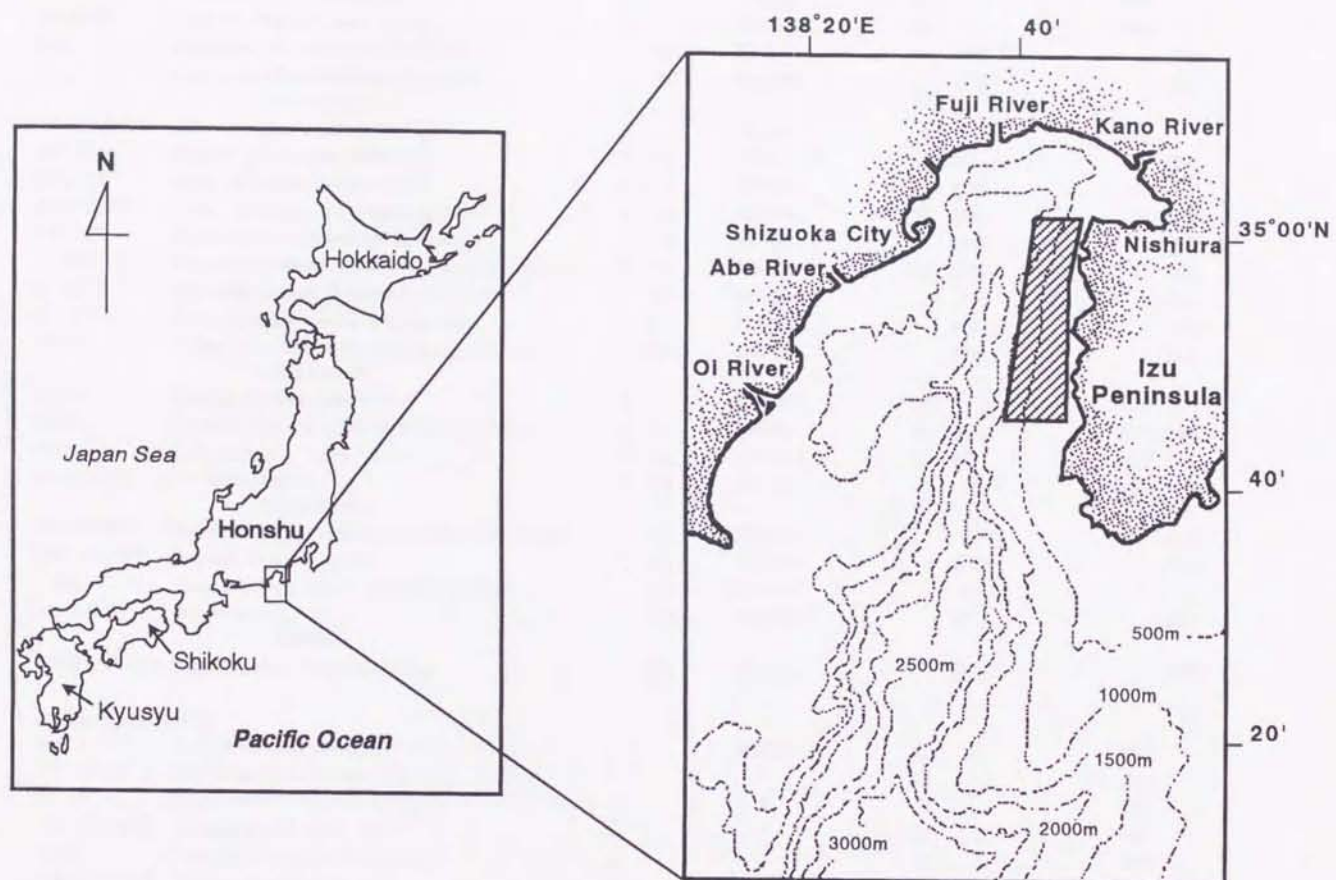 138°20'E
40'
Fuji River
Kano River
N
Hokkaido
Shizuoka City
Nishiura
35°00'N
Abe River
Oi River
Izu
Peninsula
Japan Sea
40'
Honshu
500m
Shikoku
2500m
1000m
Kyusyu
Pacific Ocean
20'
1500m
2000m
3000m